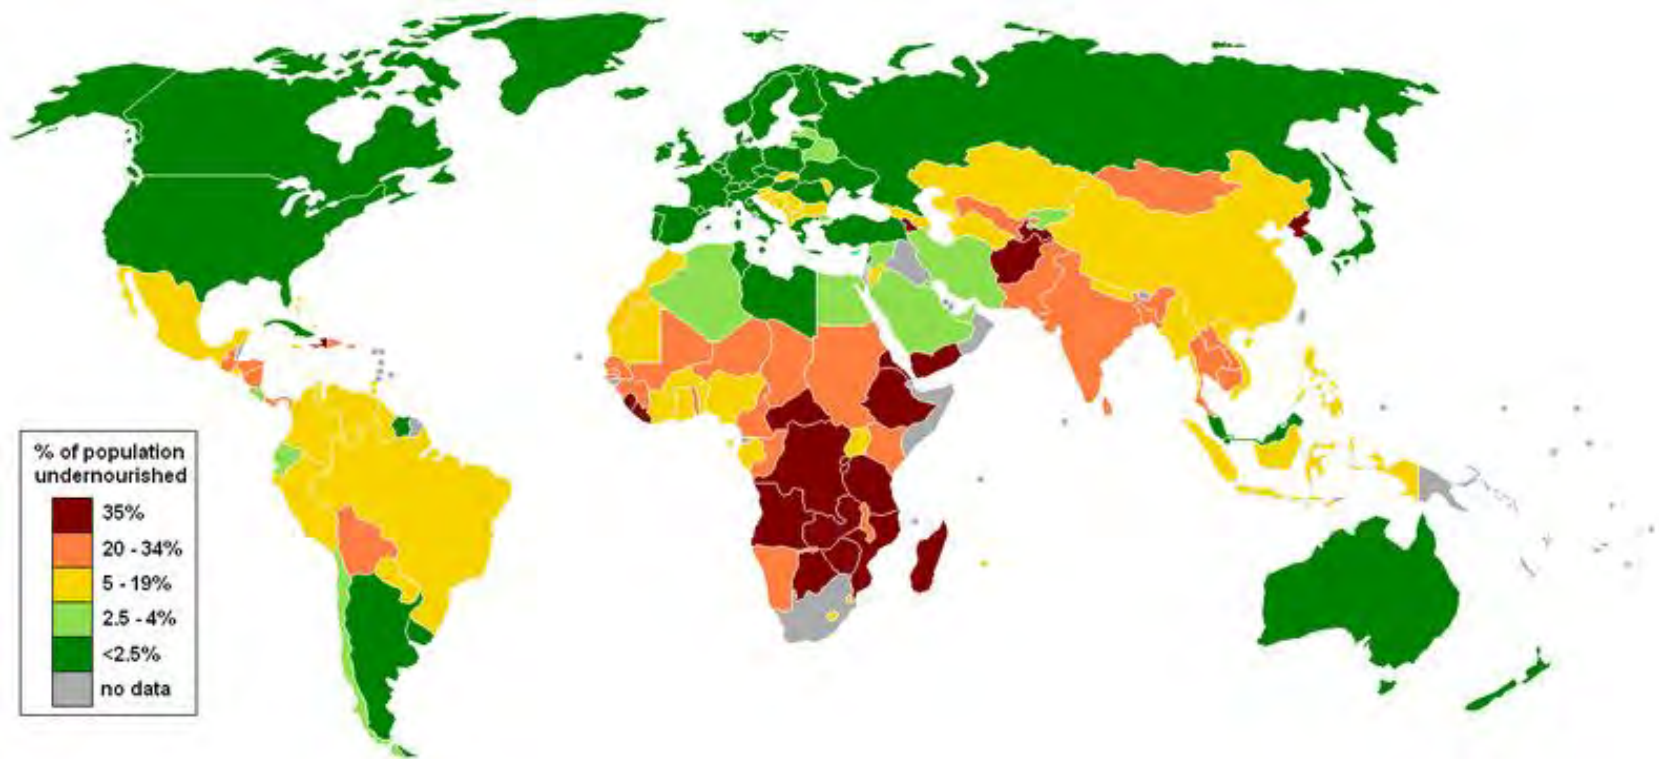 % of population
undernourished
35%
20 - 34%
5 - 19%
2.5 - 4%
<2.5%
no data